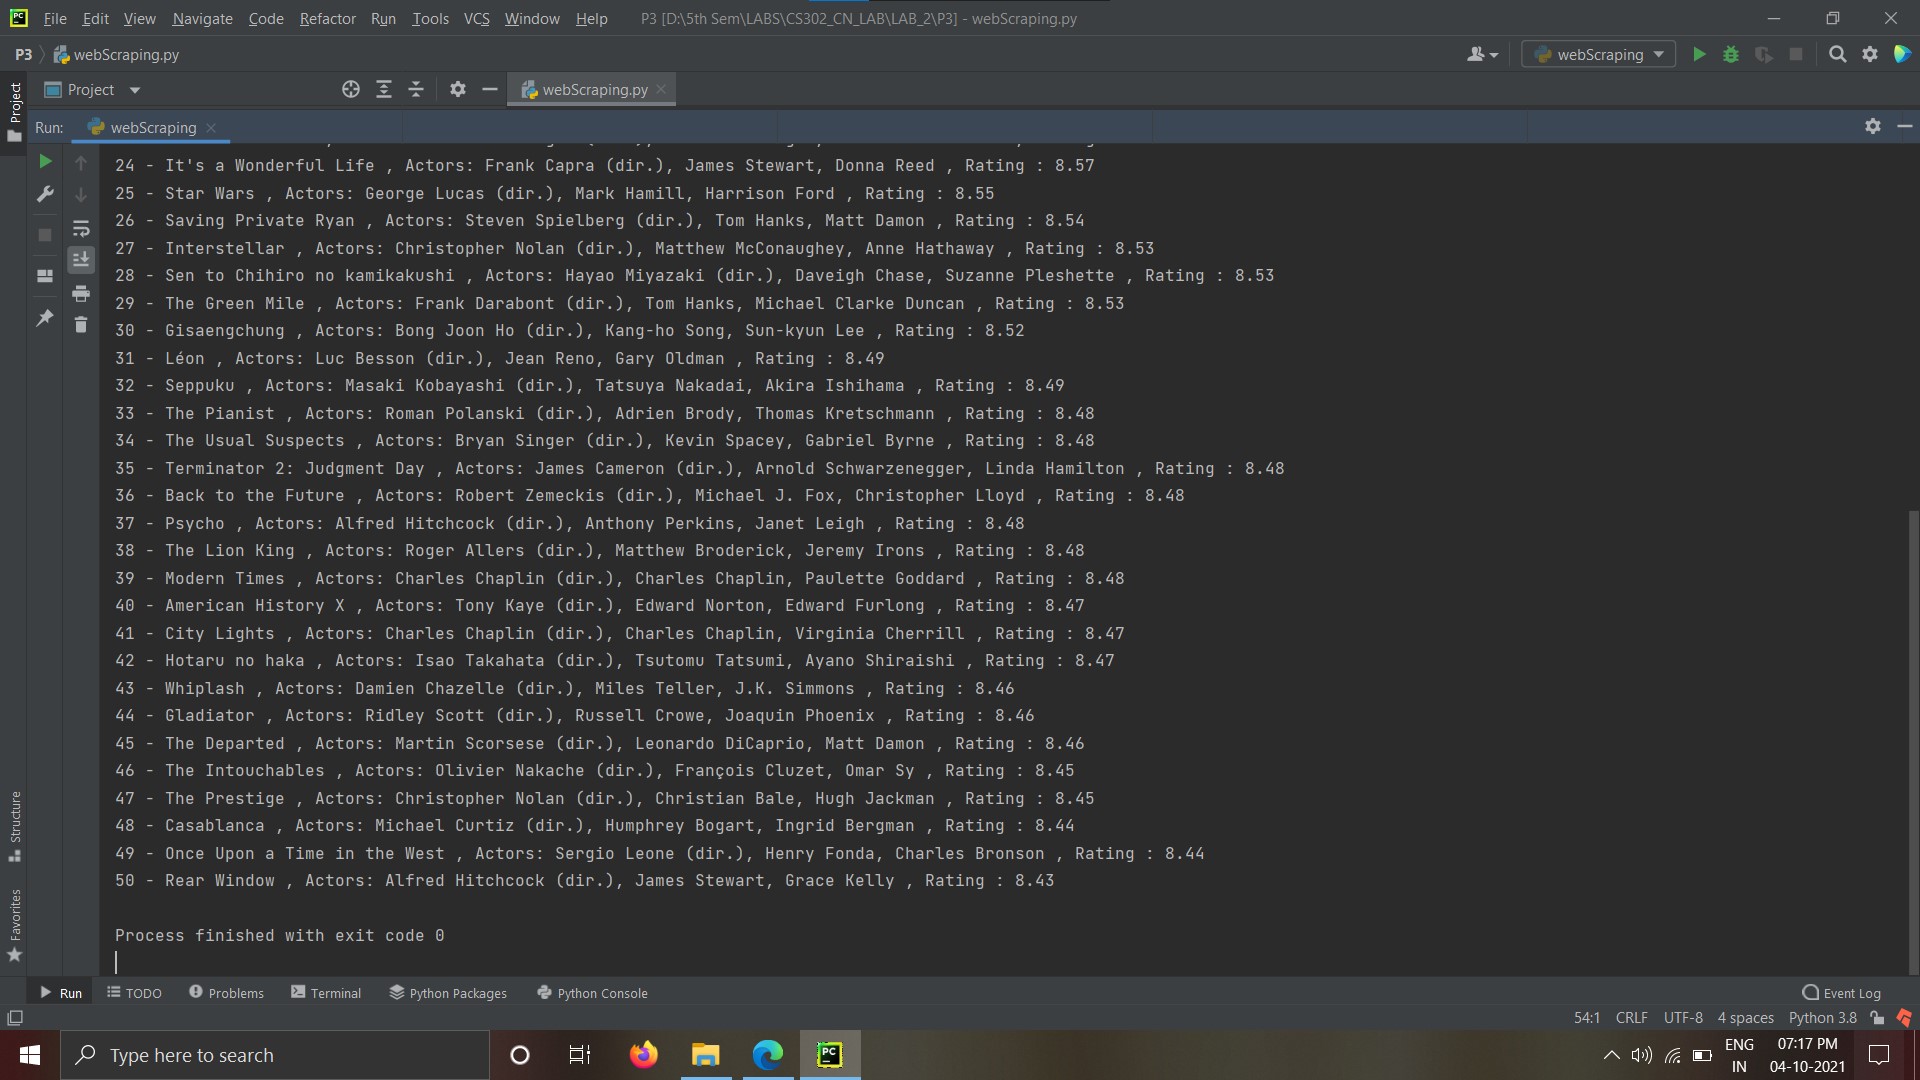 File Edit View Navigate Code Refactor Run Tools VCS Window Help P3 [D:\5th Sem\LABS\CS302_CN_LAB\LAB_2\P3] - webScraping.py
P3 webScraping.py webScraping
Project Project webScraping.py
Run: webScraping
24 - It's a Wonderful Life , Actors: Frank Capra (dir.), James Stewart, Donna Reed , Rating : 8.57
25 - Star Wars , Actors: George Lucas (dir.), Mark Hamill, Harrison Ford , Rating : 8.55
26 - Saving Private Ryan , Actors: Steven Spielberg (dir.), Tom Hanks, Matt Damon , Rating : 8.54
27 - Interstellar , Actors: Christopher Nolan (dir.), Matthew McConaughey, Anne Hathaway , Rating : 8.53
28 - Sen to Chihiro no kamikakushi , Actors: Hayao Miyazaki (dir.), Daveigh Chase, Suzanne Pleshette , Rating : 8.53
29 - The Green Mile , Actors: Frank Darabont (dir.), Tom Hanks, Michael Clarke Duncan , Rating : 8.53
30 - Gisaengchung , Actors: Bong Joon Ho (dir.), Kang-ho Song, Sun-kyun Lee , Rating : 8.52
31 - Léon , Actors: Luc Besson (dir.), Jean Reno, Gary Oldman , Rating : 8.49
32 - Seppuku , Actors: Masaki Kobayashi (dir.), Tatsuya Nakadai, Akira Ishihama , Rating : 8.49
33 - The Pianist , Actors: Roman Polanski (dir.), Adrien Brody, Thomas Kretschmann , Rating : 8.48
34 - The Usual Suspects , Actors: Bryan Singer (dir.), Kevin Spacey, Gabriel Byrne , Rating : 8.48
35 - Terminator 2: Judgment Day , Actors: James Cameron (dir.), Arnold Schwarzenegger, Linda Hamilton , Rating : 8.48
36 - Back to the Future , Actors: Robert Zemeckis (dir.), Michael J. Fox, Christopher Lloyd , Rating : 8.48
37 - Psycho , Actors: Alfred Hitchcock (dir.), Anthony Perkins, Janet Leigh , Rating : 8.48
38 - The Lion King , Actors: Roger Allers (dir.), Matthew Broderick, Jeremy Irons , Rating : 8.48
39 - Modern Times , Actors: Charles Chaplin (dir.), Charles Chaplin, Paulette Goddard , Rating : 8.48
40 - American History X , Actors: Tony Kaye (dir.), Edward Norton, Edward Furlong , Rating : 8.47
41 - City Lights , Actors: Charles Chaplin (dir.), Charles Chaplin, Virginia Cherrill , Rating : 8.47
42 - Hotaru no haka , Actors: Isao Takahata (dir.), Tsutomu Tatsumi, Ayano Shiraishi , Rating : 8.47
43 - Whiplash , Actors: Damien Chazelle (dir.), Miles Teller, J.K. Simmons , Rating : 8.46
44 - Gladiator , Actors: Ridley Scott (dir.), Russell Crowe, Joaquin Phoenix , Rating : 8.46
45 - The Departed , Actors: Martin Scorsese (dir.), Leonardo DiCaprio, Matt Damon , Rating : 8.46
46 - The Intouchables , Actors: Olivier Nakache (dir.), François Cluzet, Omar Sy , Rating : 8.45
47 - The Prestige , Actors: Christopher Nolan (dir.), Christian Bale, Hugh Jackman , Rating : 8.45
48 - Casablanca , Actors: Michael Curtiz (dir.), Humphrey Bogart, Ingrid Bergman , Rating : 8.44
49 - Once Upon a Time in the West , Actors: Sergio Leone (dir.), Henry Fonda, Charles Bronson , Rating : 8.44
50 - Rear Window , Actors: Alfred Hitchcock (dir.), James Stewart, Grace Kelly , Rating : 8.43
Process finished with exit code 0
Structure
Favorites
Run TODO Problems Terminal Python Packages Python Console Event Log
54:1 CRLF UTF-8 4 spaces Python 3.8
Type here to search
ENG 07:17 PM
IN 04-10-2021